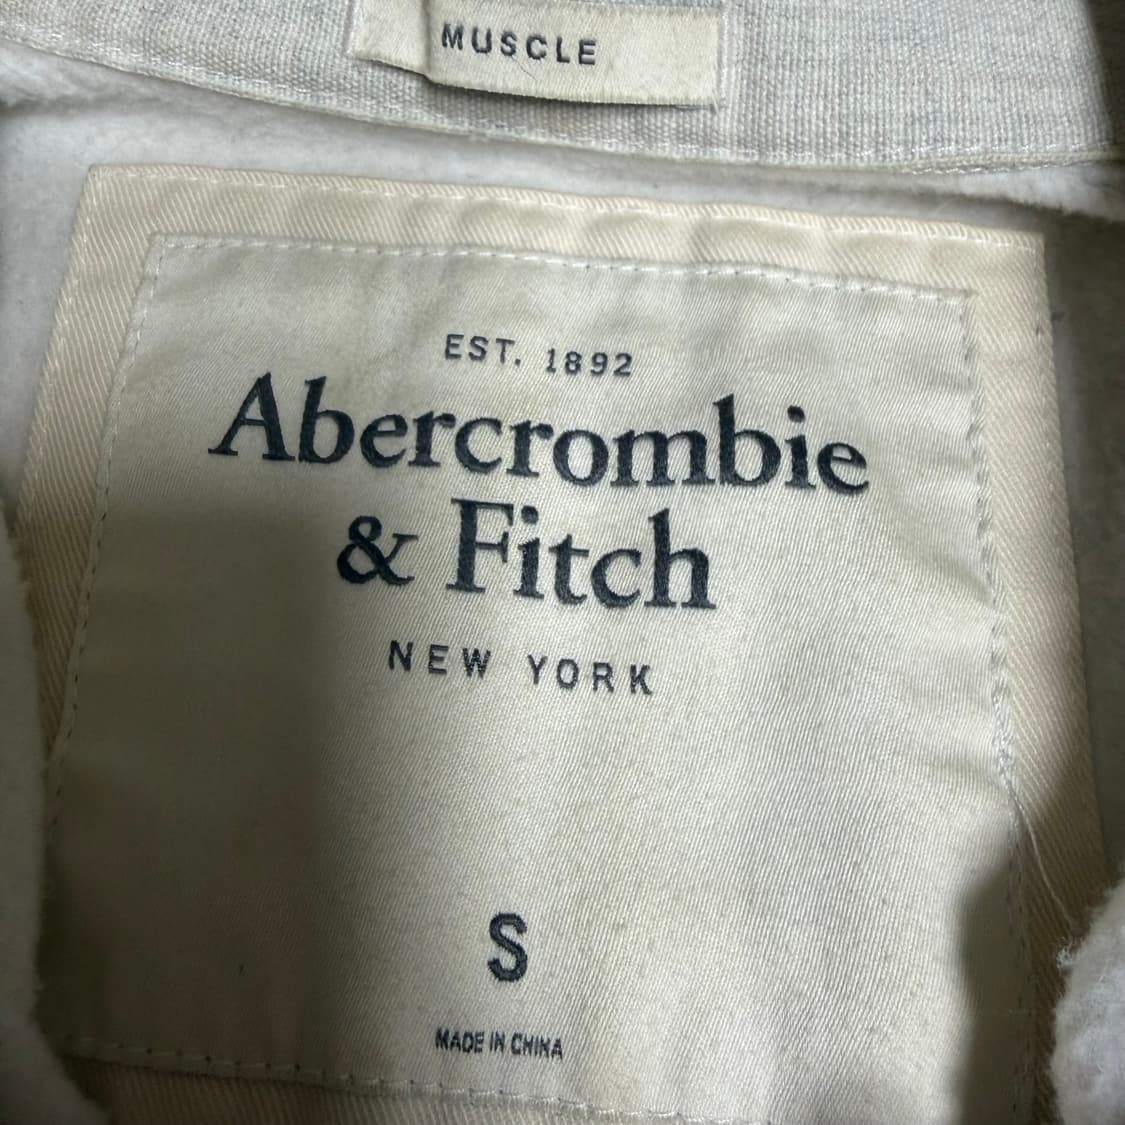 MUSCLE
EST. 1892
Abercrombie
& Fitch
NEW YORK
S
MADE IN CHINA